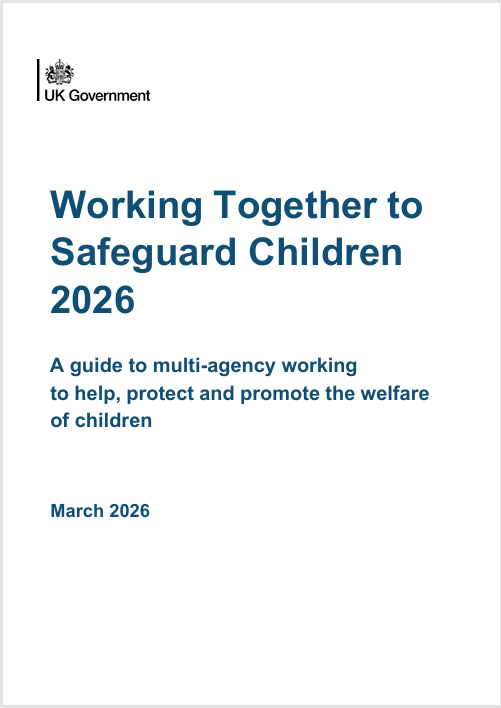 UK Government
Working Together to
Safeguard Children
2026
A guide to multi-agency working
to help, protect and promote the welfare
of children
March 2026